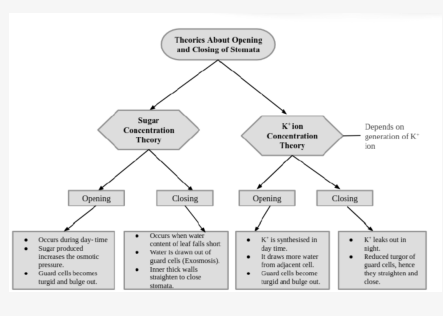 Theories About Opening
and Closing of Stomata
Sugar
Concentration
Theory
K⁺ ion
Concentration
Theory
Depends on
generation of K⁺
ion
Opening
Closing
Opening
Closing
● Occurs during day- time
● Sugar produced
increases the osmotic
pressure.
● Guard cells becomes
turgid and bulge out.
● Occurs when water
content of leaf falls short
● Water is drawn out of
guard cells (Exosmosis).
● Inner thick walls
straighten to close
stomata.
● K⁺ is synthesised in
day time.
● It draws more water
from adjacent cell.
● Guard cells become
turgid and bulge out.
● K⁺ leaks out in
night.
● Reduced turgor of
guard cells, hence
they straighten and
close.